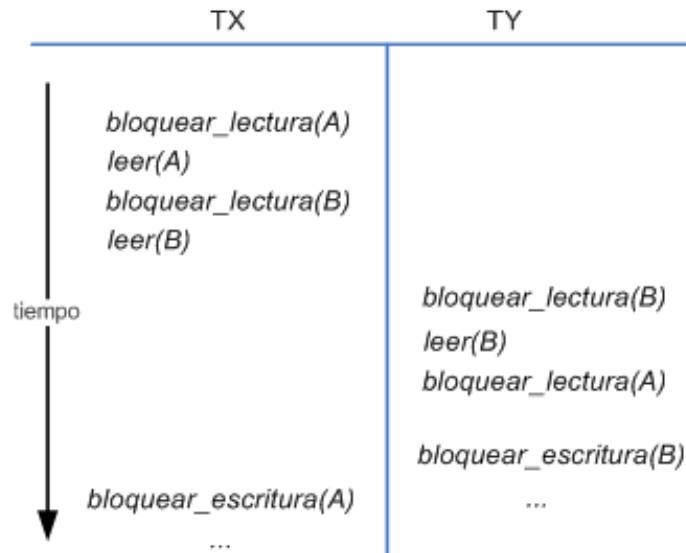 TX
TY
bloquear_lectura(A)
leer(A)
bloquear_lectura(B)
leer(B)
bloquear_lectura(B)
tiempo
leer(B)
bloquear_lectura(A)
bloquear_escritura(B)
bloquear_escritura(A)
...
...